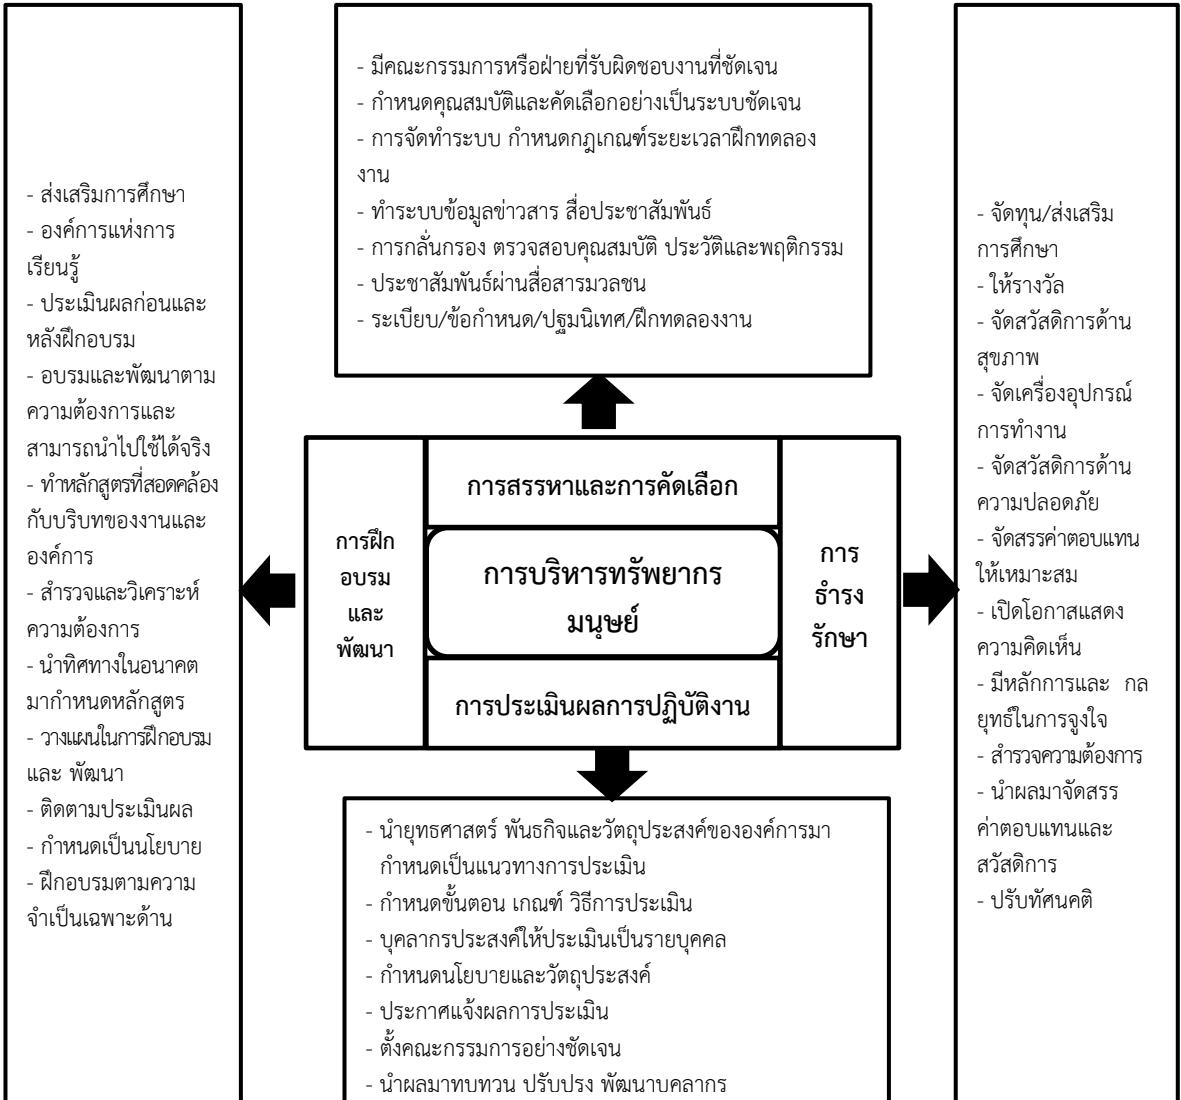 - มีคณะกรรมการหรือฝ่ายที่รับผิดชอบงานที่ชัดเจน
- กำหนดคุณสมบัติและคัดเลือกอย่างเป็นระบบชัดเจน
- การจัดทำระบบ กำหนดกฎเกณฑ์ระยะเวลาฝึกทดลอง
งาน
- ทำระบบข้อมูลข่าวสาร สื่อประชาสัมพันธ์
- การกลั่นกรอง ตรวจสอบคุณสมบัติ ประวัติและพฤติกรรม
- ประชาสัมพันธ์ผ่านสื่อสารมวลชน
- ระเบียบ/ข้อกำหนด/ปฐมนิเทศ/ฝึกทดลองงาน
- ส่งเสริมการศึกษา
- องค์การแห่งการ
เรียนรู้
- ประเมินผลก่อนและ
หลังฝึกอบรม
- อบรมและพัฒนาตาม
ความต้องการและ
สามารถนำไปใช้ได้จริง
- ทำหลักสูตรที่สอดคล้อง
กับบริบทของงานและ
องค์การ
- สำรวจและวิเคราะห์
ความต้องการ
- นำทิศทางในอนาคต
มากำหนดหลักสูตร
- วางแผนในการฝึกอบรม
และ พัฒนา
- ติดตามประเมินผล
- กำหนดเป็นนโยบาย
- ฝึกอบรมตามความ
จำเป็นเฉพาะด้าน
การฝึก
อบรม
และ
พัฒนา
การสรรหาและการคัดเลือก
การบริหารทรัพยากร
มนุษย์
การประเมินผลการปฏิบัติงาน
การ
ธำรง
รักษา
- จัดทุน/ส่งเสริม
การศึกษา
- ให้รางวัล
- จัดสวัสดิการด้าน
สุขภาพ
- จัดเครื่องอุปกรณ์
การทำงาน
- จัดสวัสดิการด้าน
ความปลอดภัย
- จัดสรรค่าตอบแทน
ให้เหมาะสม
- เปิดโอกาสแสดง
ความคิดเห็น
- มีหลักการและ กล
ยุทธ์ในการจูงใจ
- สำรวจความต้องการ
- นำผลมาจัดสรร
ค่าตอบแทนและ
สวัสดิการ
- ปรับทัศนคติ
- นำยุทธศาสตร์ พันธกิจและวัตถุประสงค์ขององค์การมา
กำหนดเป็นแนวทางการประเมิน
- กำหนดขั้นตอน เกณฑ์ วิธีการประเมิน
- บุคลากรประสงค์ให้ประเมินเป็นรายบุคคล
- กำหนดนโยบายและวัตถุประสงค์
- ประกาศแจ้งผลการประเมิน
- ตั้งคณะกรรมการอย่างชัดเจน
- นำผลมาทบทวน ปรับปรุง พัฒนาบุคลากร